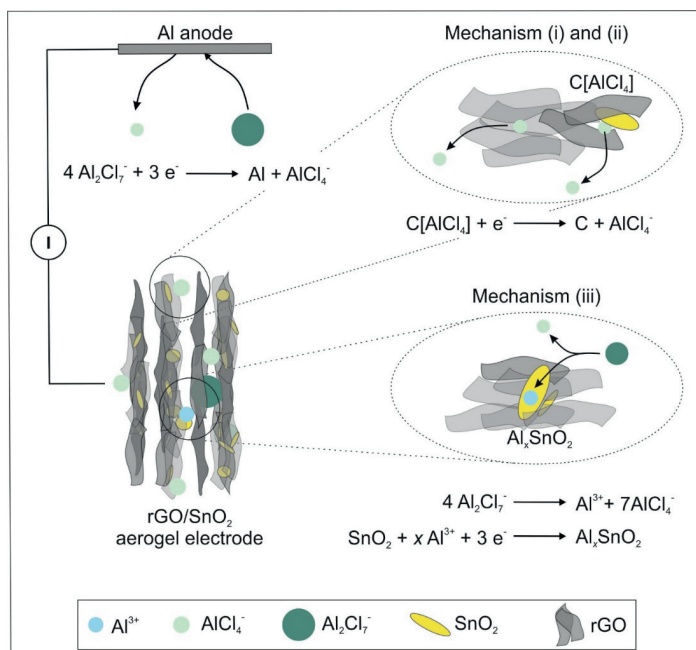 Al anode
4 Al₂Cl₇⁻ + 3 e⁻ ⟶ Al + AlCl₄⁻
I
rGO/SnO₂
aerogel electrode
Mechanism (i) and (ii)
C[AlCl₄]
C[AlCl₄] + e⁻ ⟶ C + AlCl₄⁻
Mechanism (iii)
AlₓSnO₂
4 Al₂Cl₇⁻ ⟶ Al³⁺ + 7AlCl₄⁻
SnO₂ + x Al³⁺ + 3 e⁻ ⟶ AlₓSnO₂
Al³⁺ AlCl₄⁻ Al₂Cl₇⁻ SnO₂ rGO